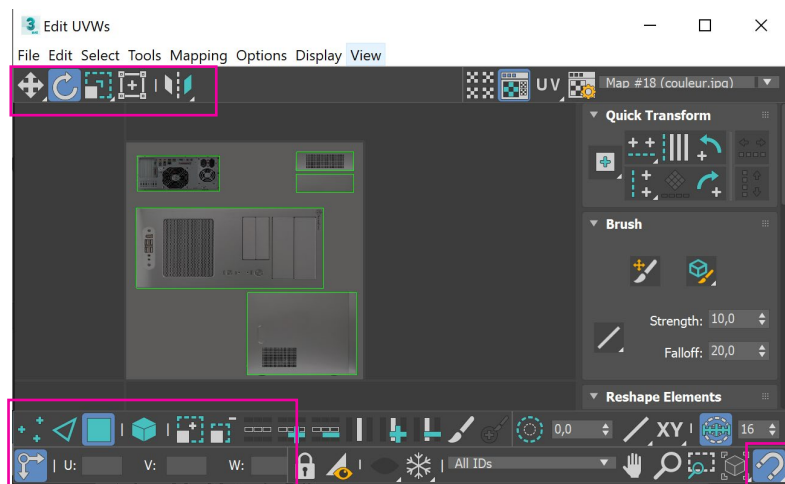 3 Edit UVWs
File Edit Select Tools Mapping Options Display View
UV Map #18 (couleur.jpg)
Quick Transform
Brush
Strength: 10,0
Falloff: 20,0
Reshape Elements
0,0 XY 16
U: V: W: All IDs